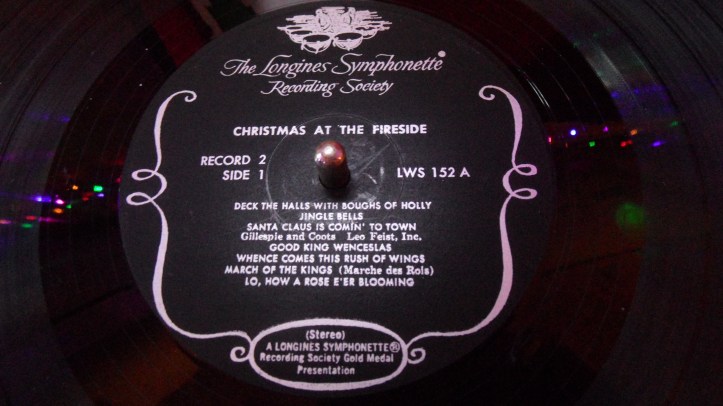 The Longines Symphonette®
Recording Society
CHRISTMAS AT THE FIRESIDE
RECORD 2
SIDE 1
LWS 152 A
DECK THE HALLS WITH BOUGHS OF HOLLY
JINGLE BELLS
SANTA CLAUS IS COMIN' TO TOWN
Gillespie and Coots Leo Feist, Inc.
GOOD KING WENCESLAS
WHENCE COMES THIS RUSH OF WINGS
MARCH OF THE KINGS (Marche des Rois)
LO, HOW A ROSE E'ER BLOOMING
(Stereo)
A LONGINES SYMPHONETTE®
Recording Society Gold Medal
Presentation